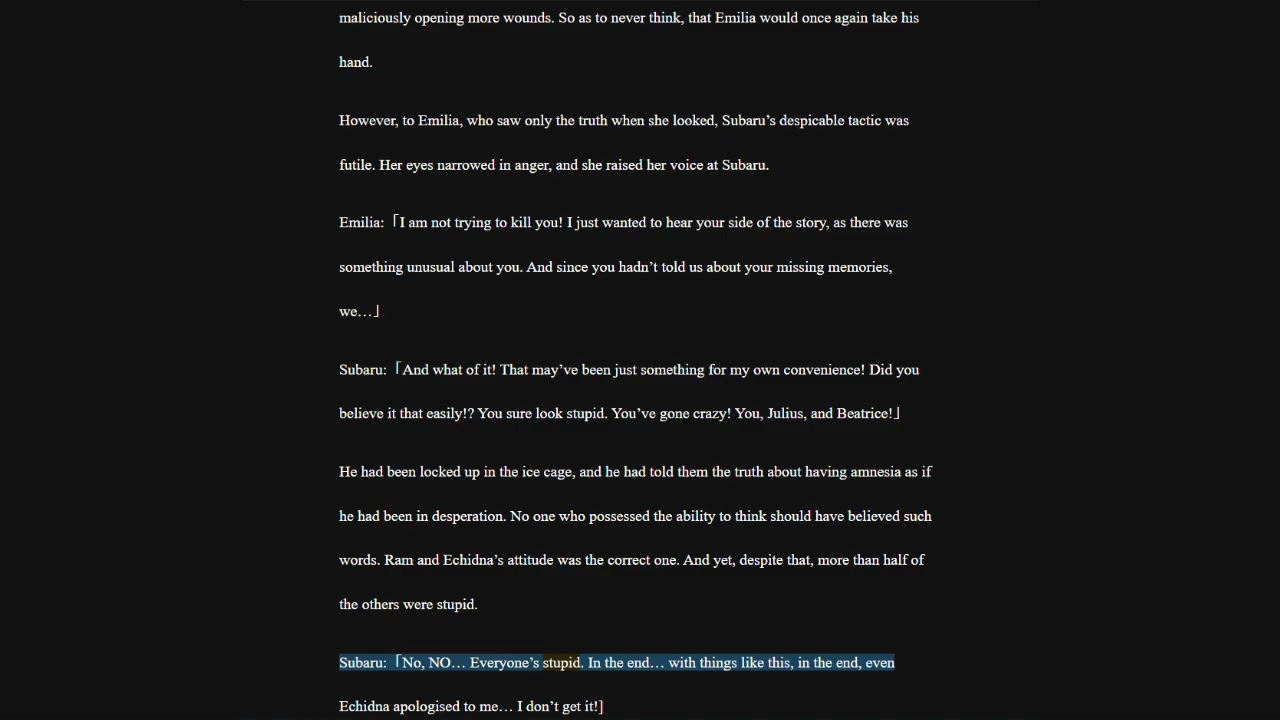 maliciously opening more wounds. So as to never think, that Emilia would once again take his
hand.
However, to Emilia, who saw only the truth when she looked, Subaru’s despicable tactic was
futile. Her eyes narrowed in anger, and she raised her voice at Subaru.
Emilia:「I am not trying to kill you! I just wanted to hear your side of the story, as there was
something unusual about you. And since you hadn’t told us about your missing memories,
we…」
Subaru:「And what of it! That may’ve been just something for my own convenience! Did you
believe it that easily!? You sure look stupid. You’ve gone crazy! You, Julius, and Beatrice!」
He had been locked up in the ice cage, and he had told them the truth about having amnesia as if
he had been in desperation. No one who possessed the ability to think should have believed such
words. Ram and Echidna’s attitude was the correct one. And yet, despite that, more than half of
the others were stupid.
Subaru:「No, NO… Everyone’s stupid. In the end… with things like this, in the end, even
Echidna apologised to me… I don’t get it!]